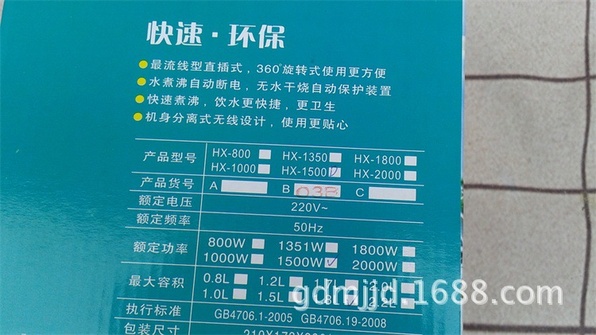 快速·环保
最流线型直插式，360°旋转式使用更方便
水煮沸自动断电，无水干烧自动保护装置
快速煮沸，饮水更快捷，更卫生
机身分离式无线设计，使用更贴心
产品型号 HX-800 HX-1350 HX-1800
HX-1000 HX-1500 HX-2000
产品货号 A B 03B C
额定电压 220V~
额定频率 50Hz
额定功率 800W 1351W 1800W
1000W 1500W 2000W
最大容积 0.8L 1.2L
1.0L 1.5L 2.2L
执行标准 GB4706.1-2005 GB4706.19-2008
包装尺寸
gdmjjd.1688.com